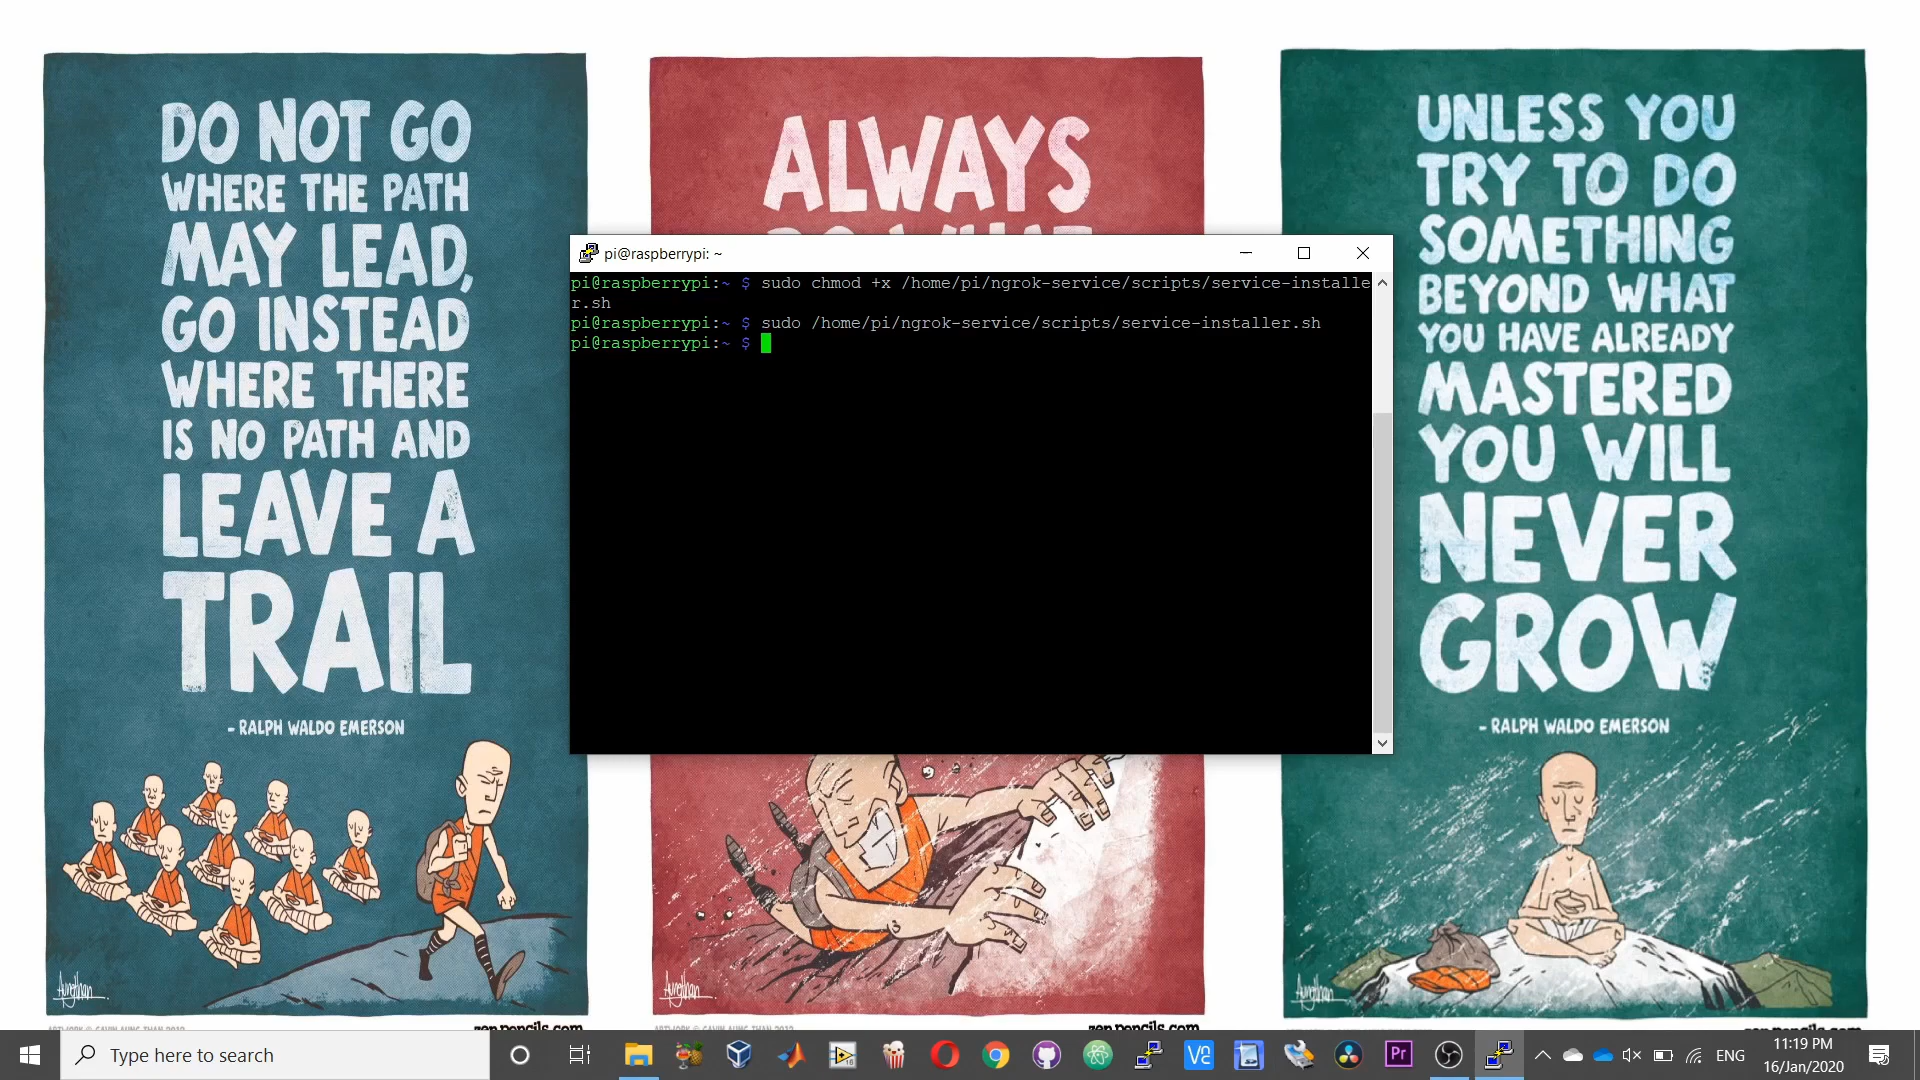 DO NOT GO
WHERE THE PATH
MAY LEAD,
GO INSTEAD
WHERE THERE
IS NO PATH AND
LEAVE A
TRAIL
- RALPH WALDO EMERSON
ALWAYS
UNLESS YOU
TRY TO DO
SOMETHING
BEYOND WHAT
YOU HAVE ALREADY
MASTERED
YOU WILL
NEVER
GROW
- RALPH WALDO EMERSON
pi@raspberrypi: ~
pi@raspberrypi:~ $ sudo chmod +x /home/pi/ngrok-service/scripts/service-installe
r.sh
pi@raspberrypi:~ $ sudo /home/pi/ngrok-service/scripts/service-installer.sh
pi@raspberrypi:~ $
Type here to search
Pr
ENG
11:19 PM
16/Jan/2020